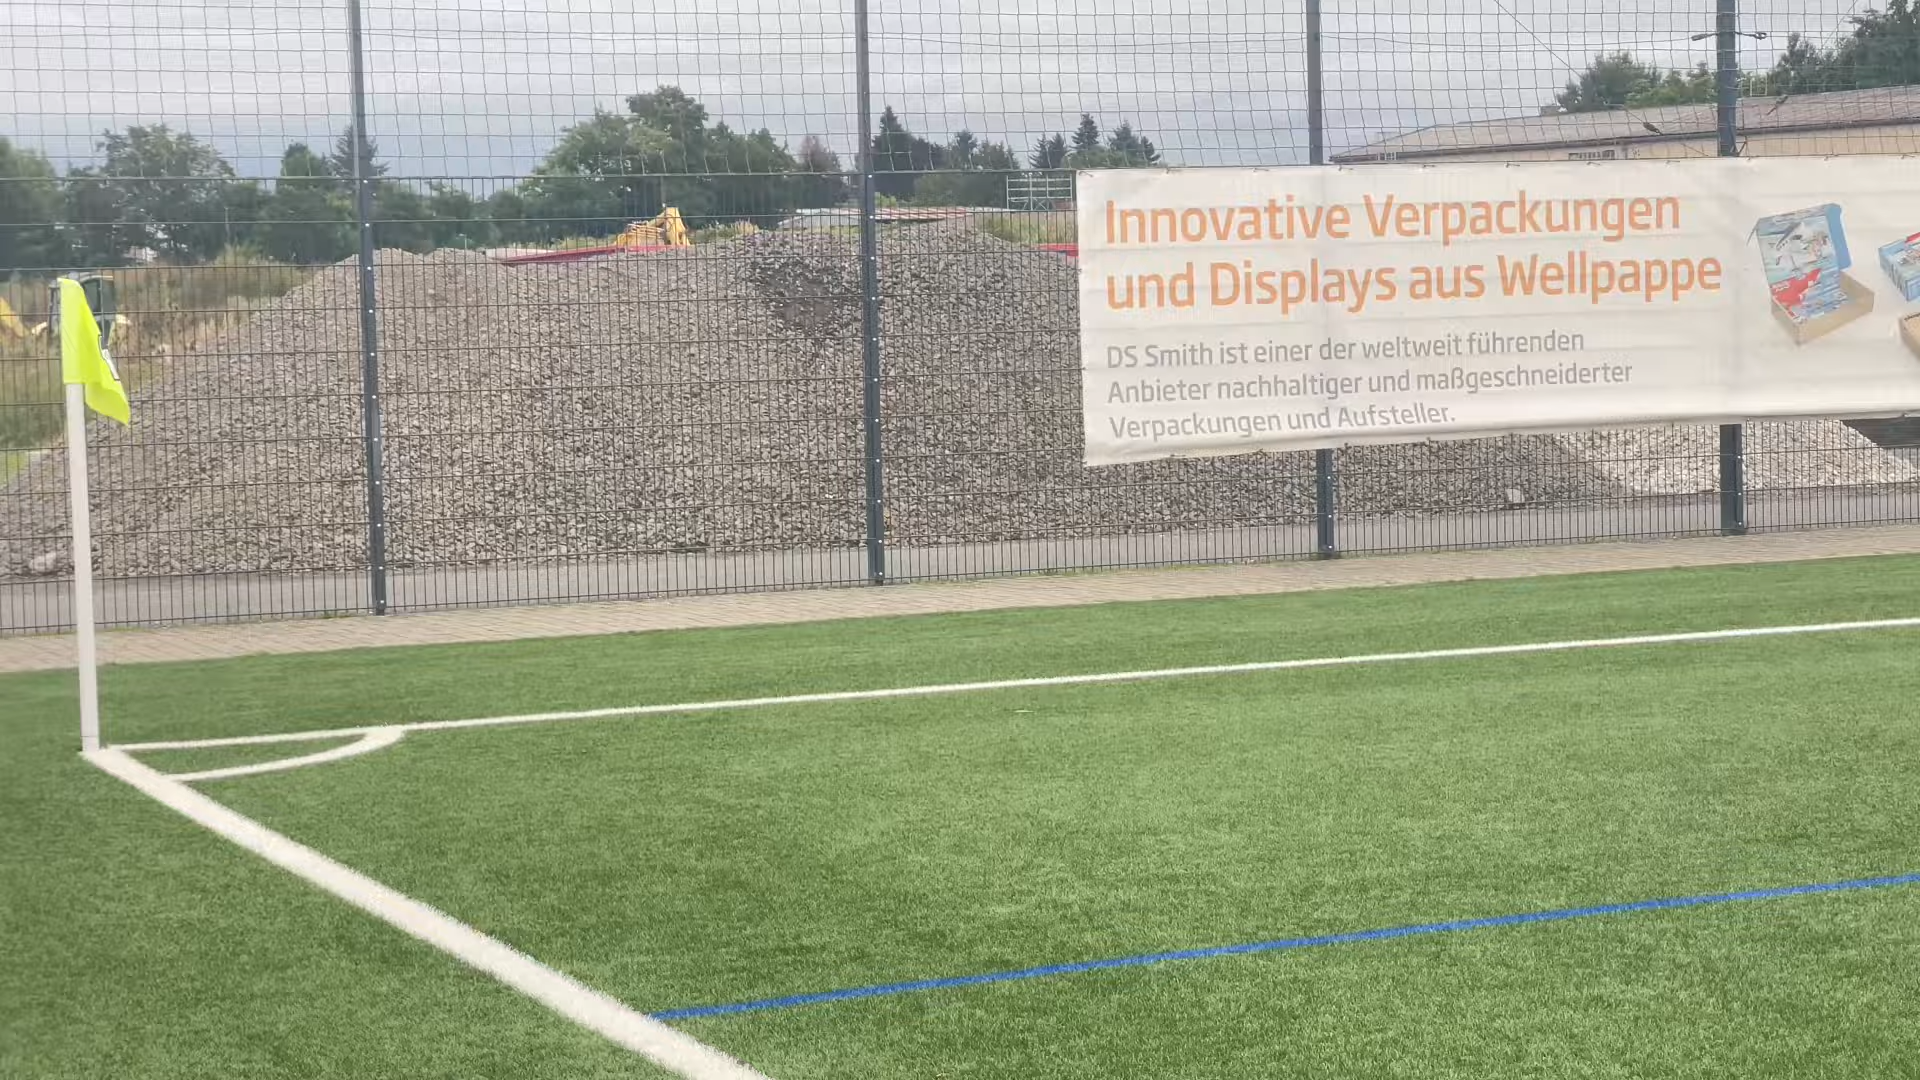 Innovative Verpackungen
und Displays aus Wellpappe
DS Smith ist einer der weltweit führenden
Anbieter nachhaltiger und maßgeschneiderter
Verpackungen und Aufsteller.